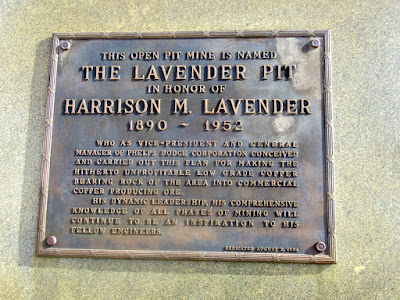 THIS OPEN PIT MINE IS NAMED
THE LAVENDER PIT
IN HONOR OF
HARRISON M. LAVENDER
1890 ~ 1952
WHO AS VICE-PRESIDENT AND GENERAL
MANAGER OF PHELPS DODGE CORPORATION CONCEIVED
AND CARRIED OUT THIS PLAN FOR MAKING THE
HITHERTO UNPROFITABLE LOW GRADE COPPER
BEARING ROCK OF THE AREA INTO COMMERCIAL
COPPER PRODUCING ORE.
HIS DYNAMIC LEADERSHIP, HIS COMPREHENSIVE
KNOWLEDGE OF ALL PHASES OF MINING WILL
CONTINUE TO BE AN INSPIRATION TO HIS
FELLOW ENGINEERS.
DEDICATED AUGUST